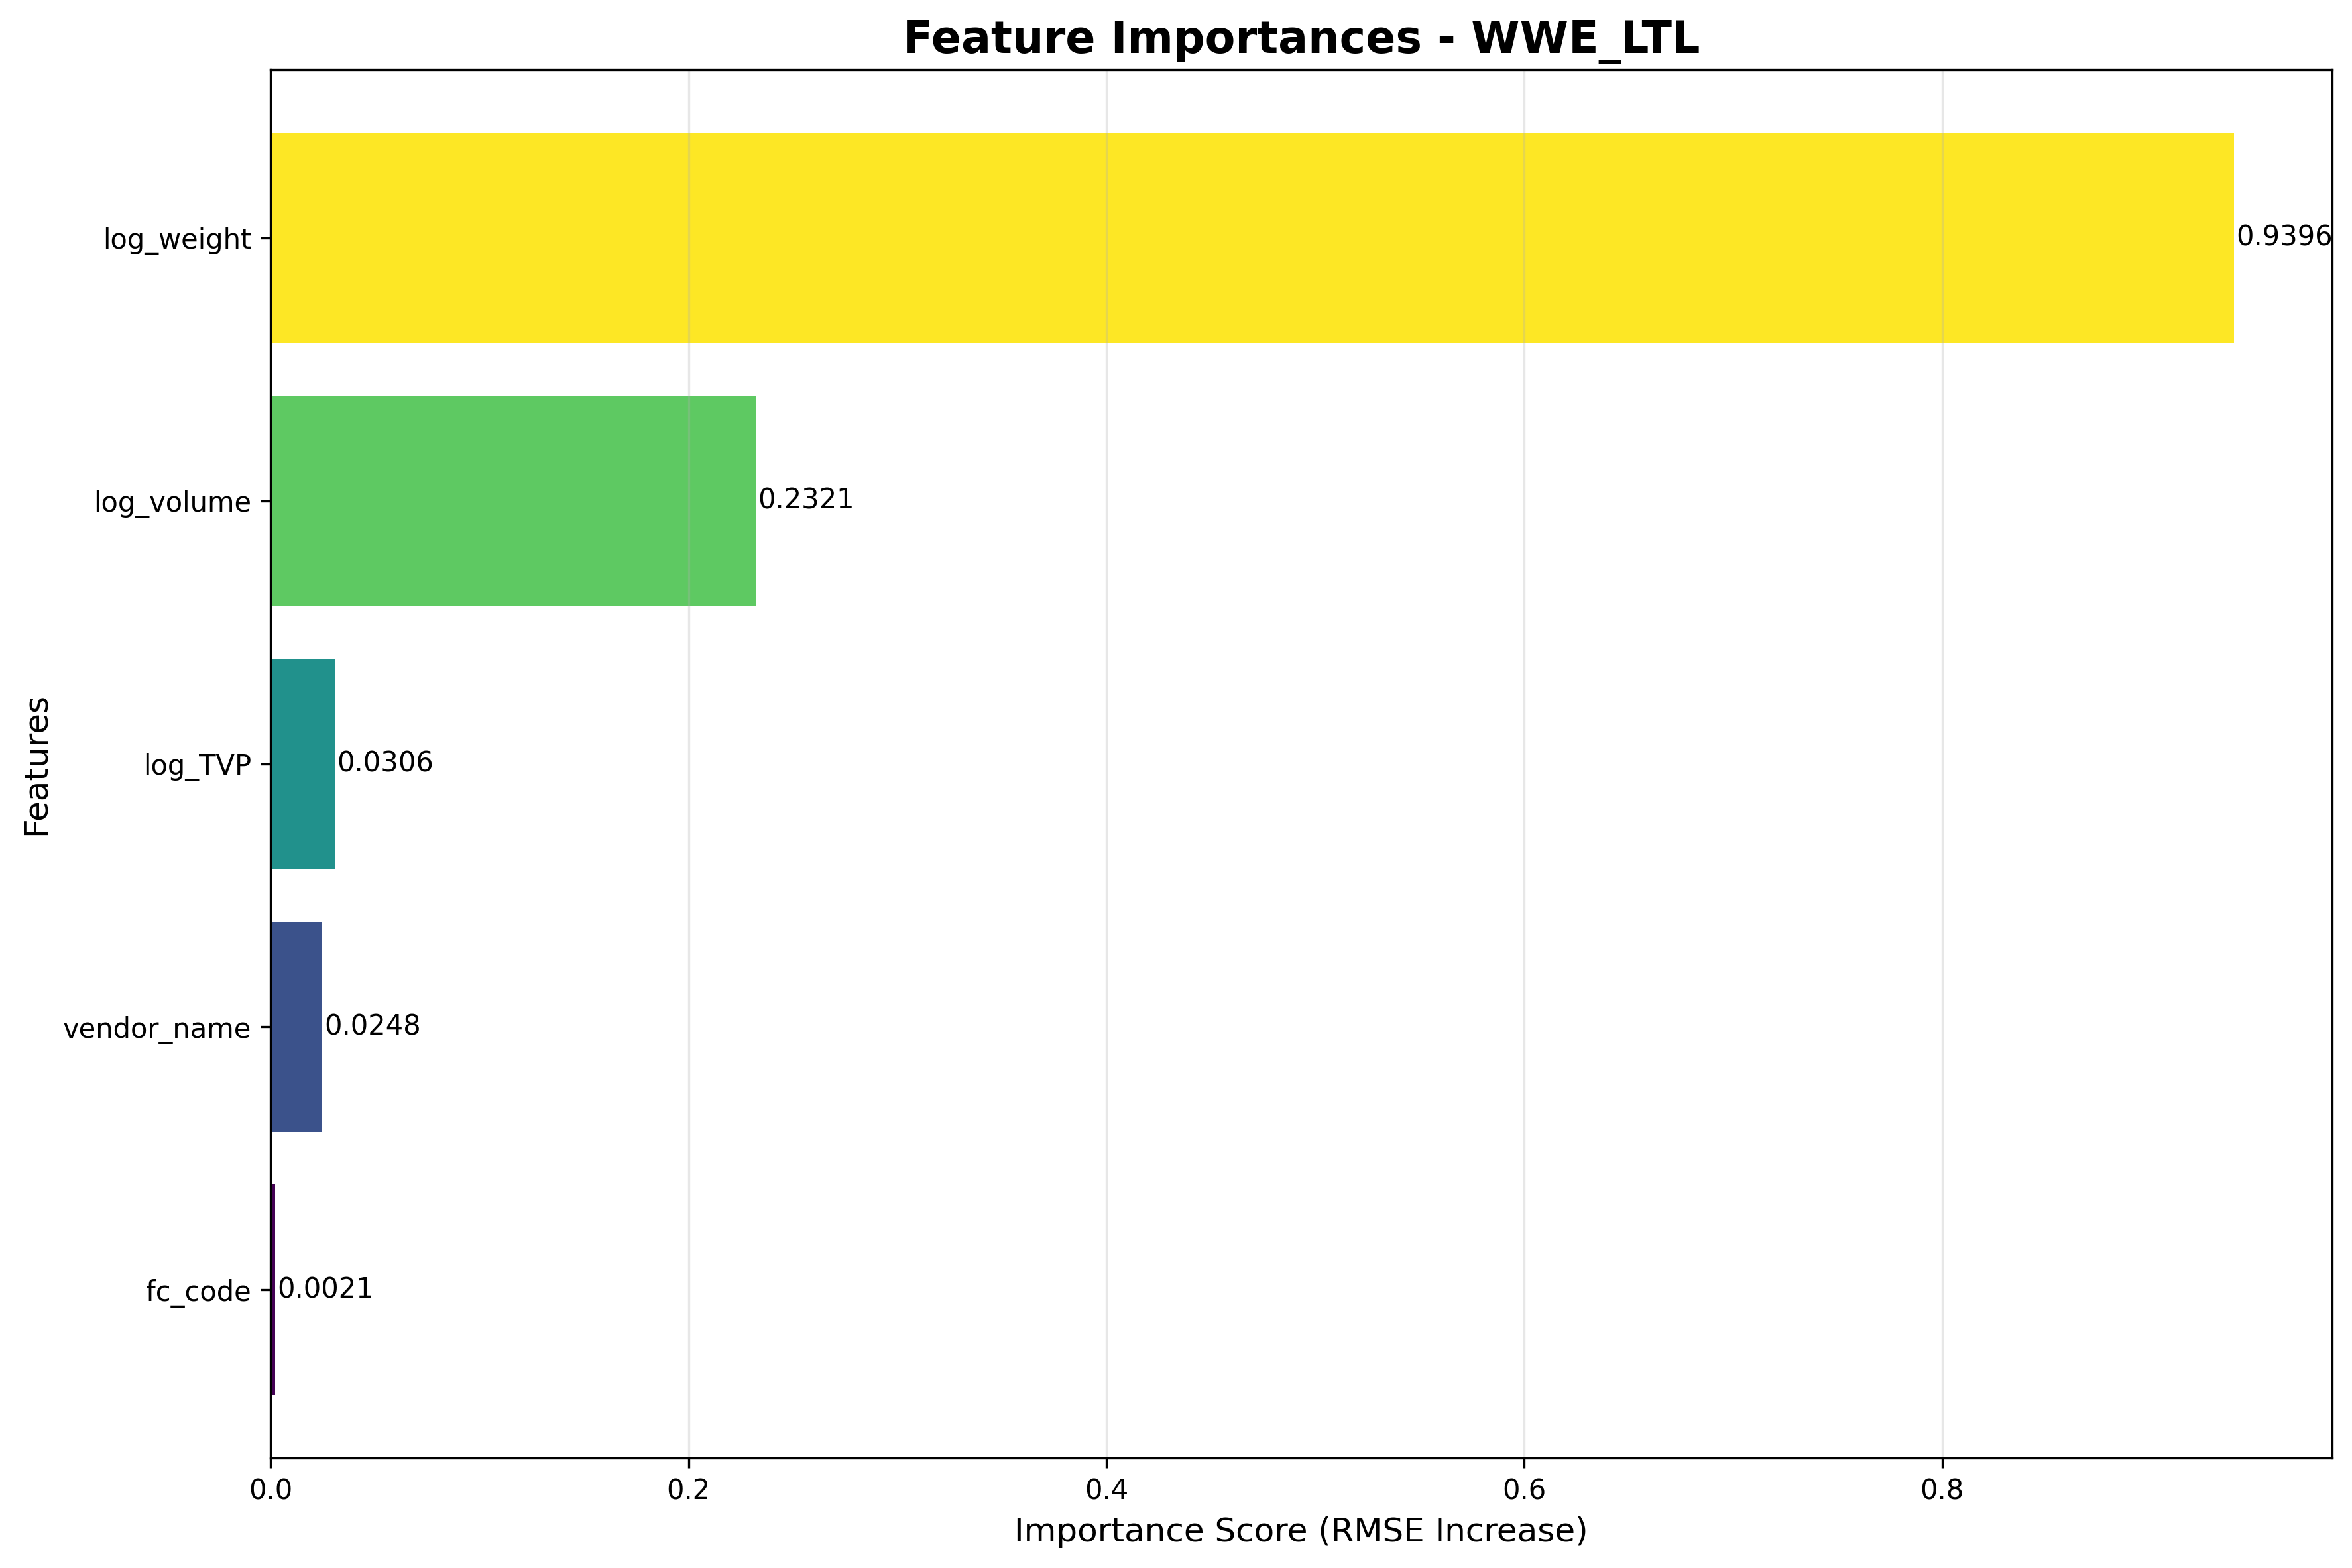 Feature Importances - WWE_LTL
log_weight
0.9396
log_volume
0.2321
log_TVP
0.0306
vendor_name
0.0248
fc_code
0.0021
Features
0.0
0.2
0.4
0.6
0.8
Importance Score (RMSE Increase)